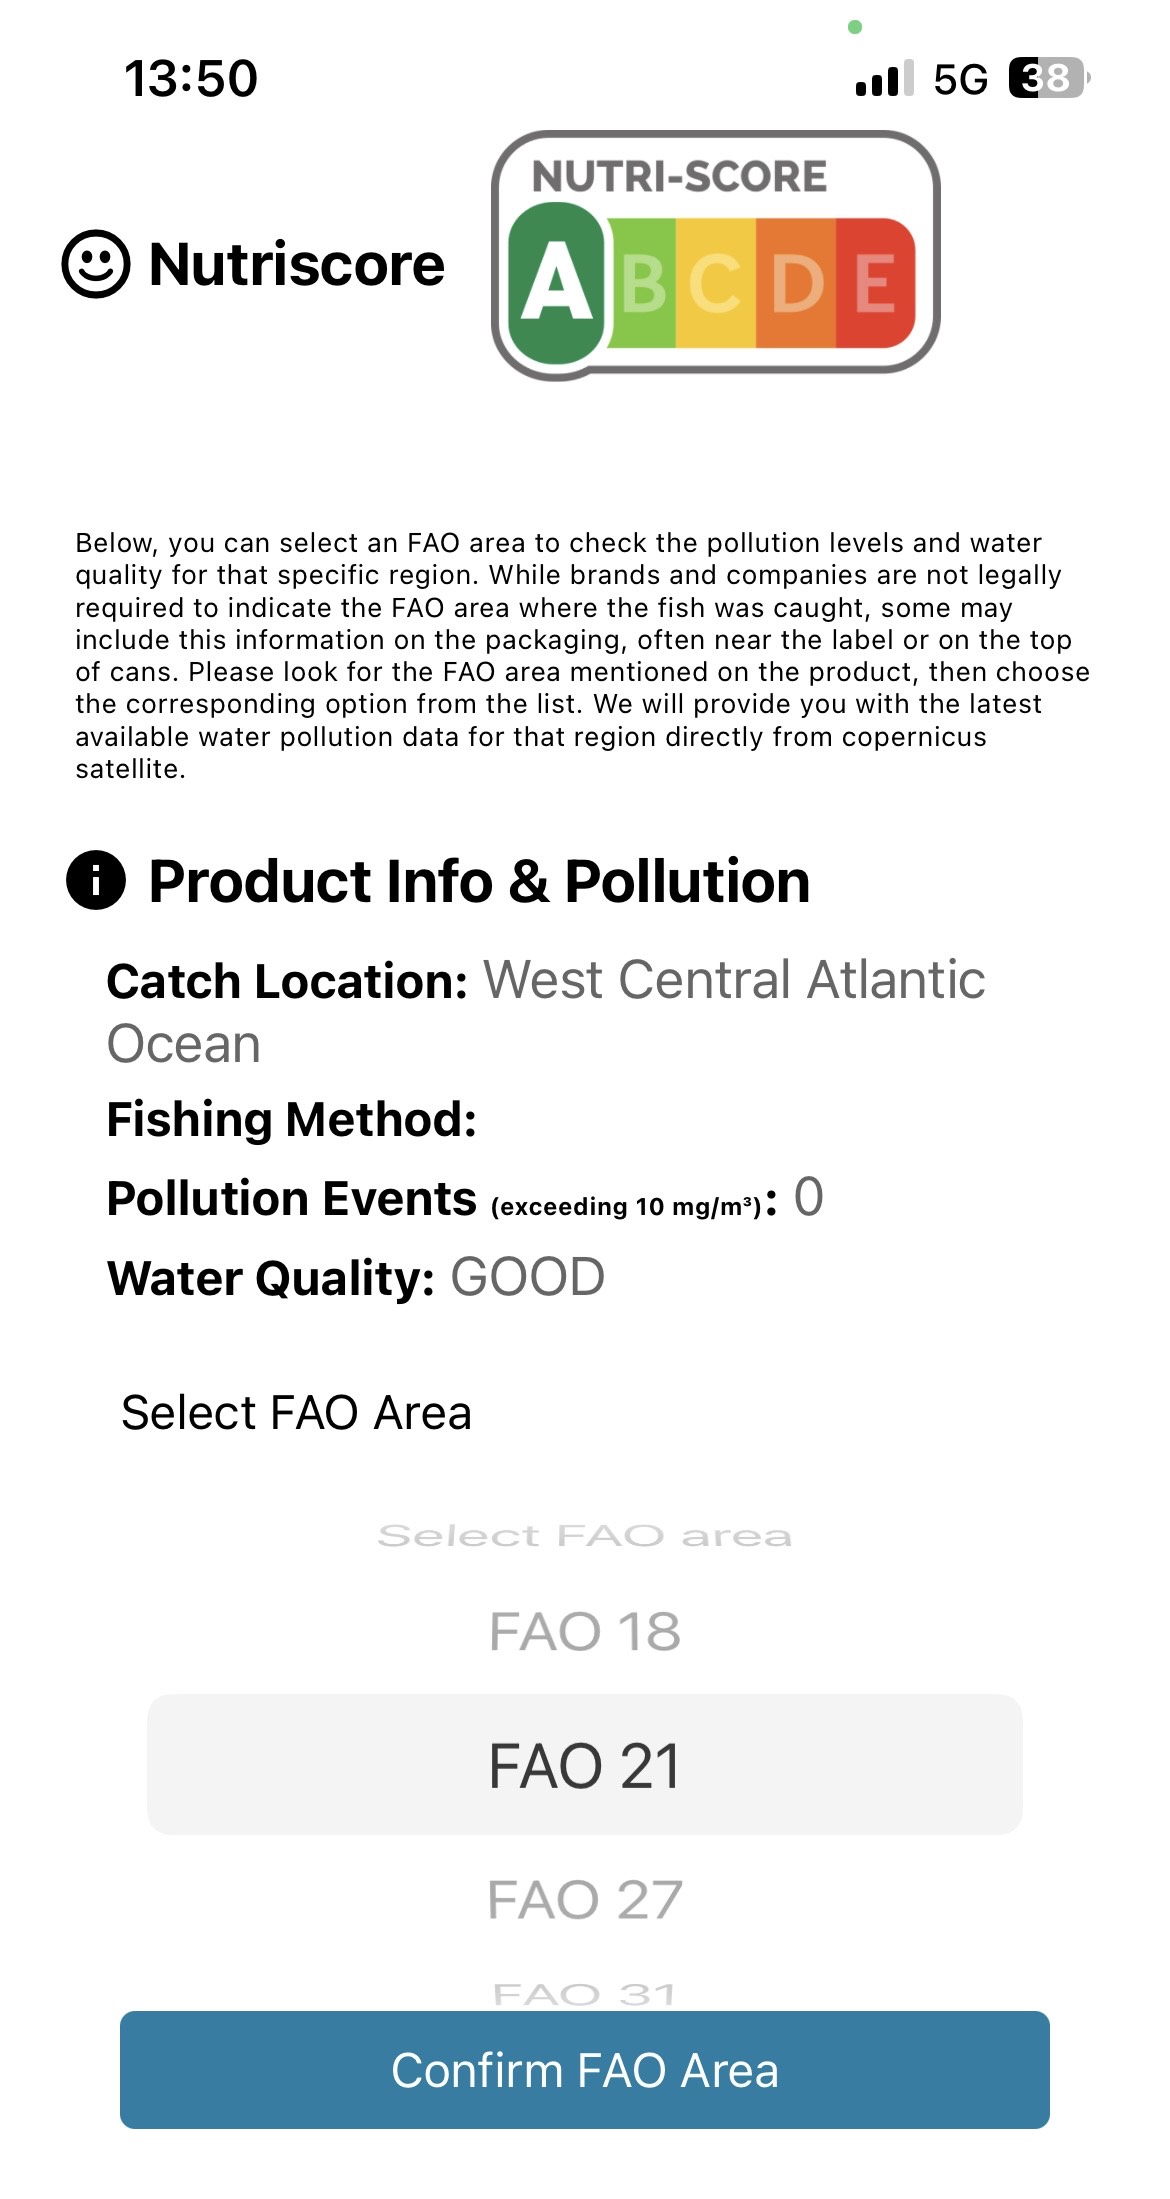 13:50
5G 38
NUTRI-SCORE
Nutriscore
A B C D E
Below, you can select an FAO area to check the pollution levels and water
quality for that specific region. While brands and companies are not legally
required to indicate the FAO area where the fish was caught, some may
include this information on the packaging, often near the label or on the top
of cans. Please look for the FAO area mentioned on the product, then choose
the corresponding option from the list. We will provide you with the latest
available water pollution data for that region directly from copernicus
satellite.
Product Info & Pollution
Catch Location: West Central Atlantic
Ocean
Fishing Method:
Pollution Events (exceeding 10 mg/m³): 0
Water Quality: GOOD
Select FAO Area
Select FAO area
FAO 18
FAO 21
FAO 27
FAO 31
Confirm FAO Area